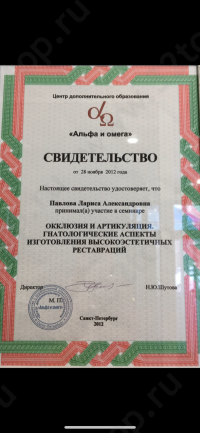 Центр дополнительного образования
αΩ
«Альфа и омега»
СВИДЕТЕЛЬСТВО
от 28 ноября 2012 года
Настоящее свидетельство удостоверяет, что
Павлова Лариса Александровна
принимал(а) участие в семинаре
ОККЛЮЗИЯ И АРТИКУЛЯЦИЯ.
ГНАТОЛОГИЧЕСКИЕ АСПЕКТЫ
ИЗГОТОВЛЕНИЯ ВЫСОКОЭСТЕТИЧНЫХ
РЕСТАВРАЦИЙ
Директор
Н.Ю.Шутова
М. П.
Санкт-Петербург
2012